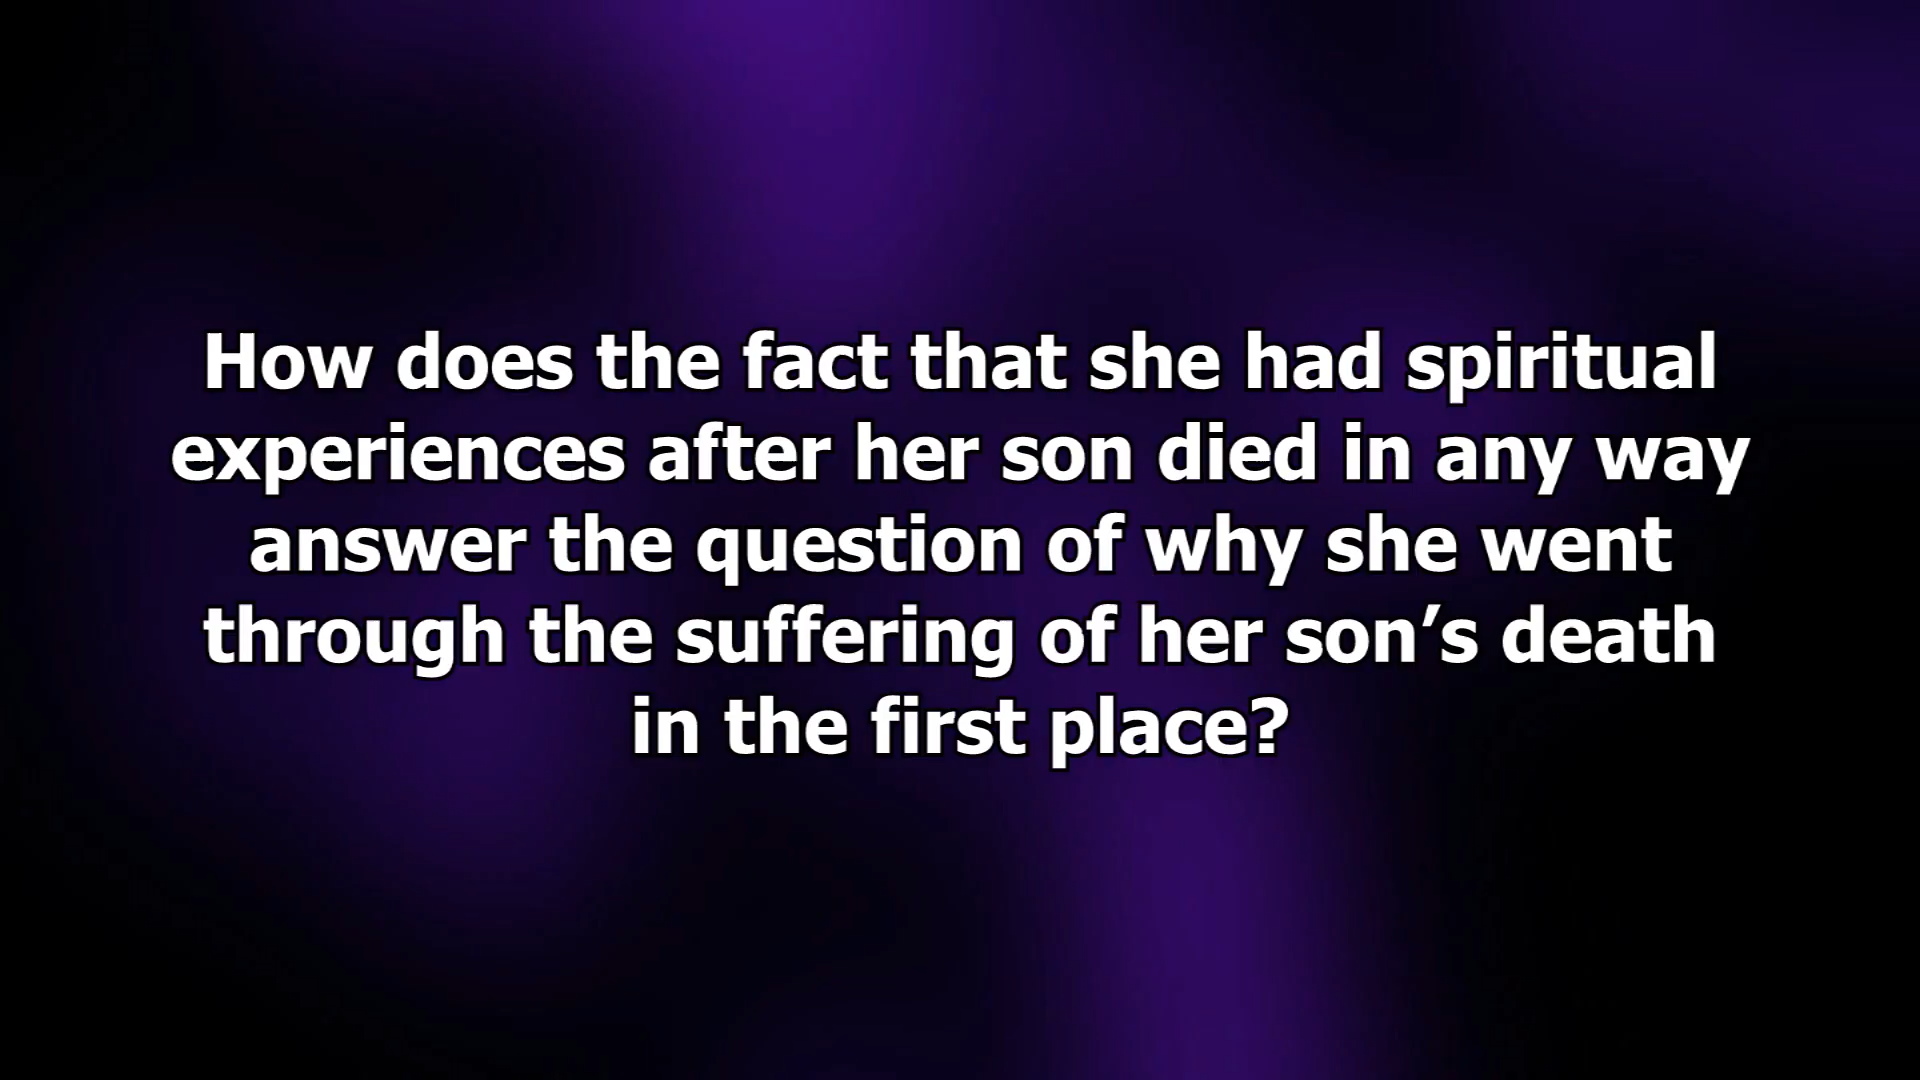 How does the fact that she had spiritual
experiences after her son died in any way
answer the question of why she went
through the suffering of her son’s death
in the first place?